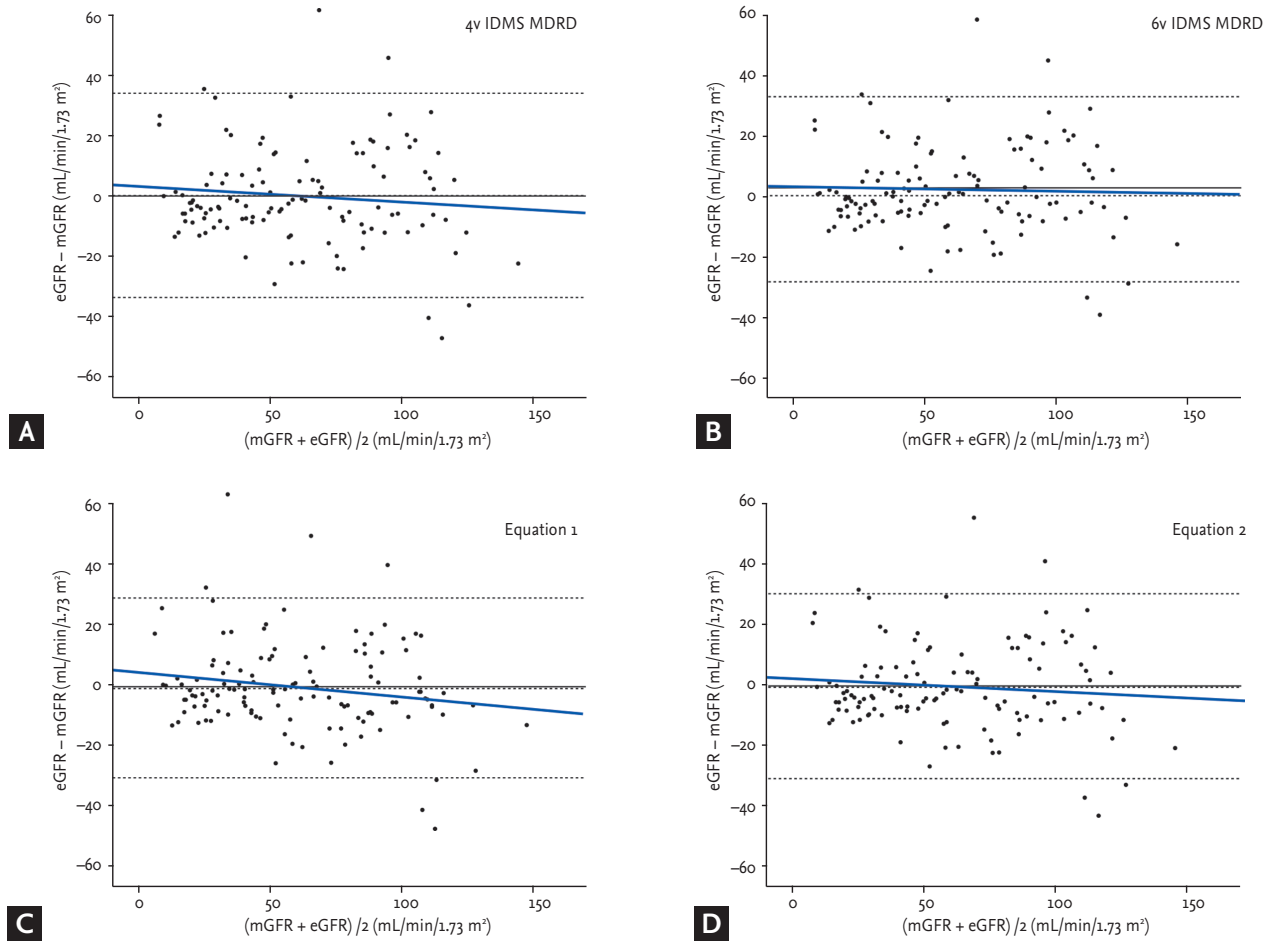 4v IDMS MDRD
eGFR – mGFR (mL/min/1.73 m²)
60
40
20
0
–20
–40
–60
0 50 100 150
(mGFR + eGFR) /2 (mL/min/1.73 m²)
A
6v IDMS MDRD
eGFR – mGFR (mL/min/1.73 m²)
60
40
20
0
–20
–40
–60
0 50 100 150
(mGFR + eGFR) /2 (mL/min/1.73 m²)
B
Equation 1
eGFR – mGFR (mL/min/1.73 m²)
60
40
20
0
–20
–40
–60
0 50 100 150
(mGFR + eGFR) /2 (mL/min/1.73 m²)
C
Equation 2
eGFR – mGFR (mL/min/1.73 m²)
60
40
20
0
–20
–40
–60
0 50 100 150
(mGFR + eGFR) /2 (mL/min/1.73 m²)
D